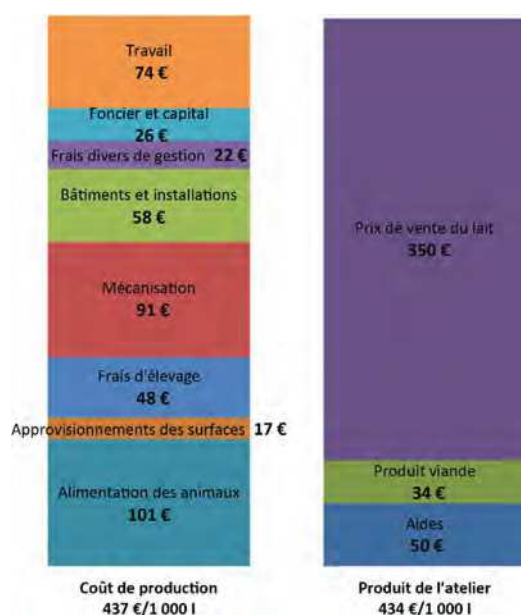 Travail
74 €
Foncier et capital
26 €
Frais divers de gestion 22 €
Bâtiments et installations
58 €
Mécanisation
91 €
Frais d'élevage
48 €
Approvisionnements des surfaces 17 €
Alimentation des animaux
101 €
Coût de production
437 €/1 000 l
Prix de vente du lait
350 €
Produit viande
34 €
Aides
50 €
Produit de l'atelier
434 €/1 000 l